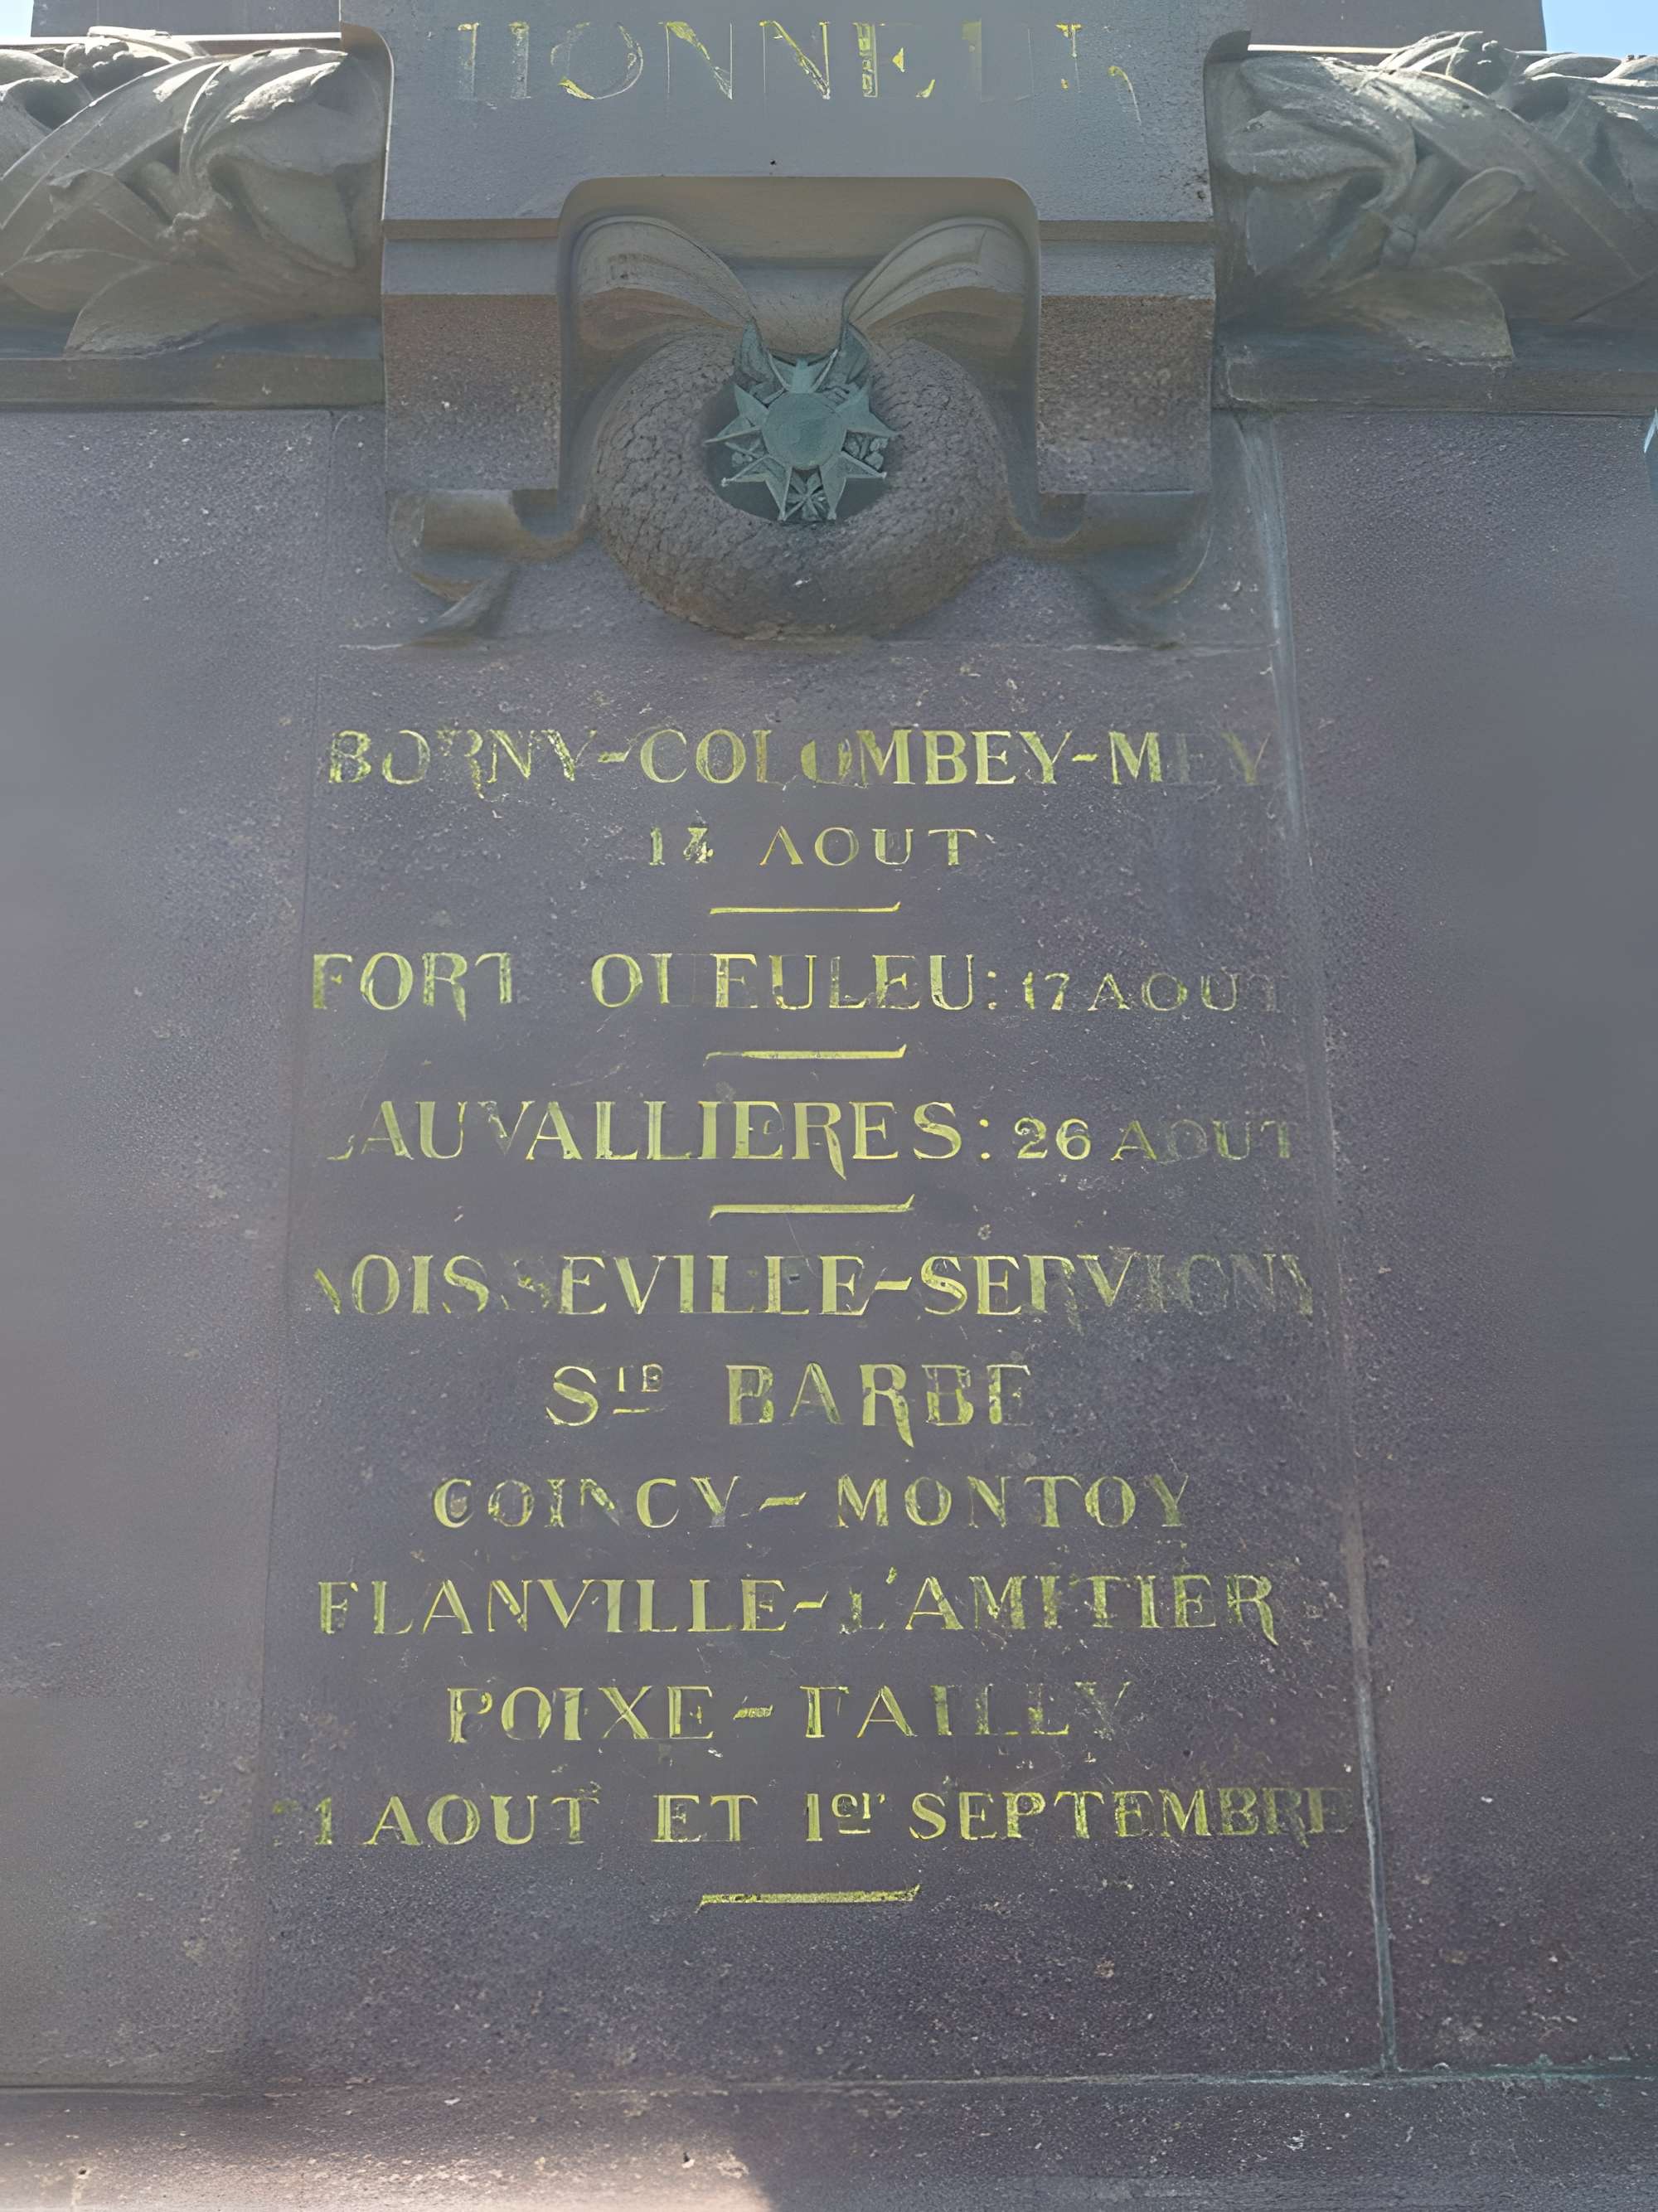 HONNEUR
BORNY-COLOMBEY-MEY
14 AOUT
FORT QUEULEU: 17 AOUT
LAUVALLIERES: 26 AOUT
NOISSEVILLE-SERVIGNY
STE BARBE
COINCY-MONTOY
FLANVILLE-L'AMITIER
POIXE-TAILLY
31 AOUT ET 1er SEPTEMBRE